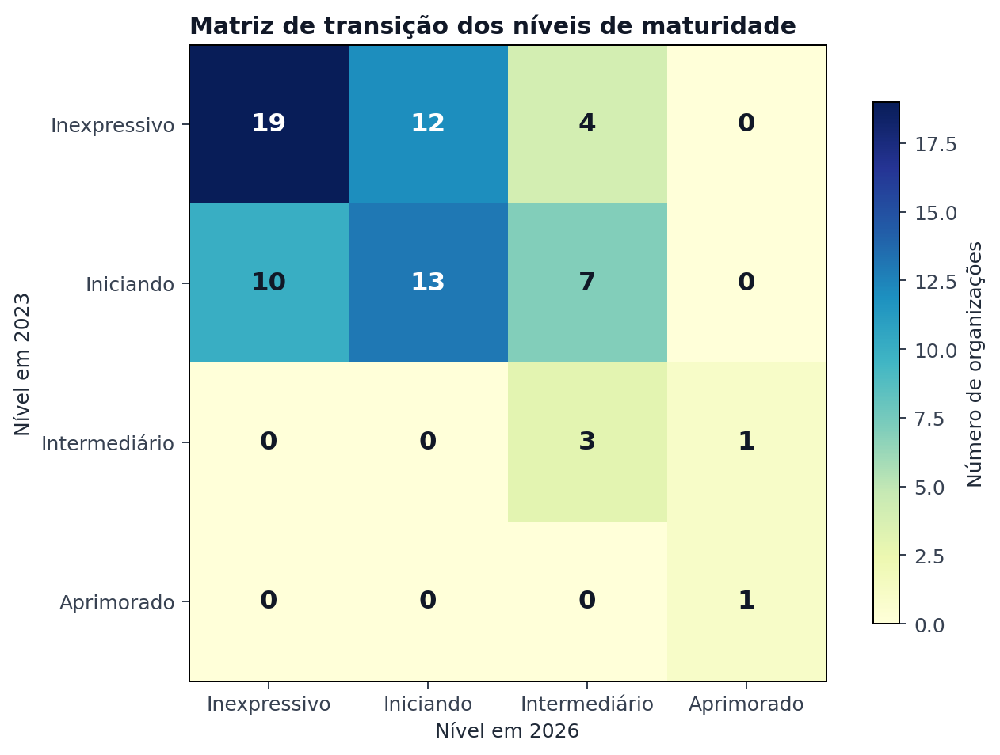 Matriz de transição dos níveis de maturidade
Nível em 2023
Inexpressivo 19 12 4 0
Iniciando 10 13 7 0
Intermediário 0 0 3 1
Aprimorado 0 0 0 1
Inexpressivo Iniciando Intermediário Aprimorado
Nível em 2026
17.5
15.0
12.5
10.0
7.5
5.0
2.5
0.0
Número de organizações